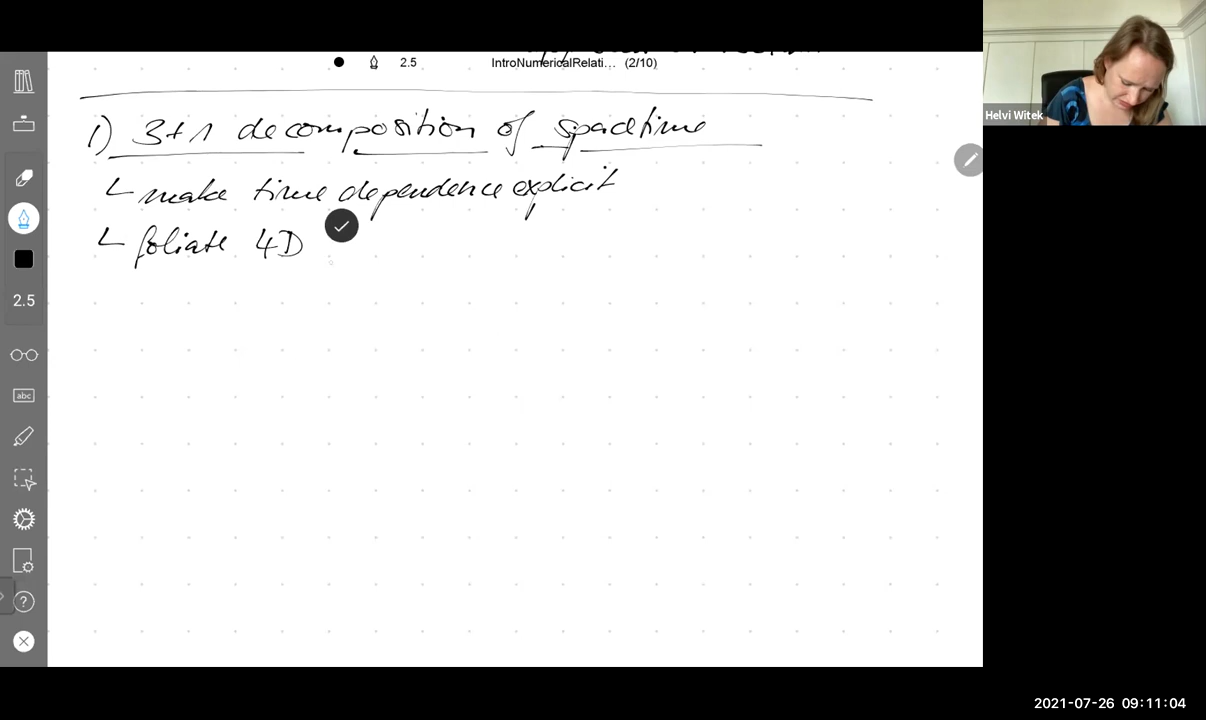 2.5 IntroNumericalRelati... (2/10)
Helvi Witek
1) 3+1 decomposition of spacetime
└ make time dependence explicit
└ foliate 4D
2.5
abc
?
2021-07-26 09:11:04